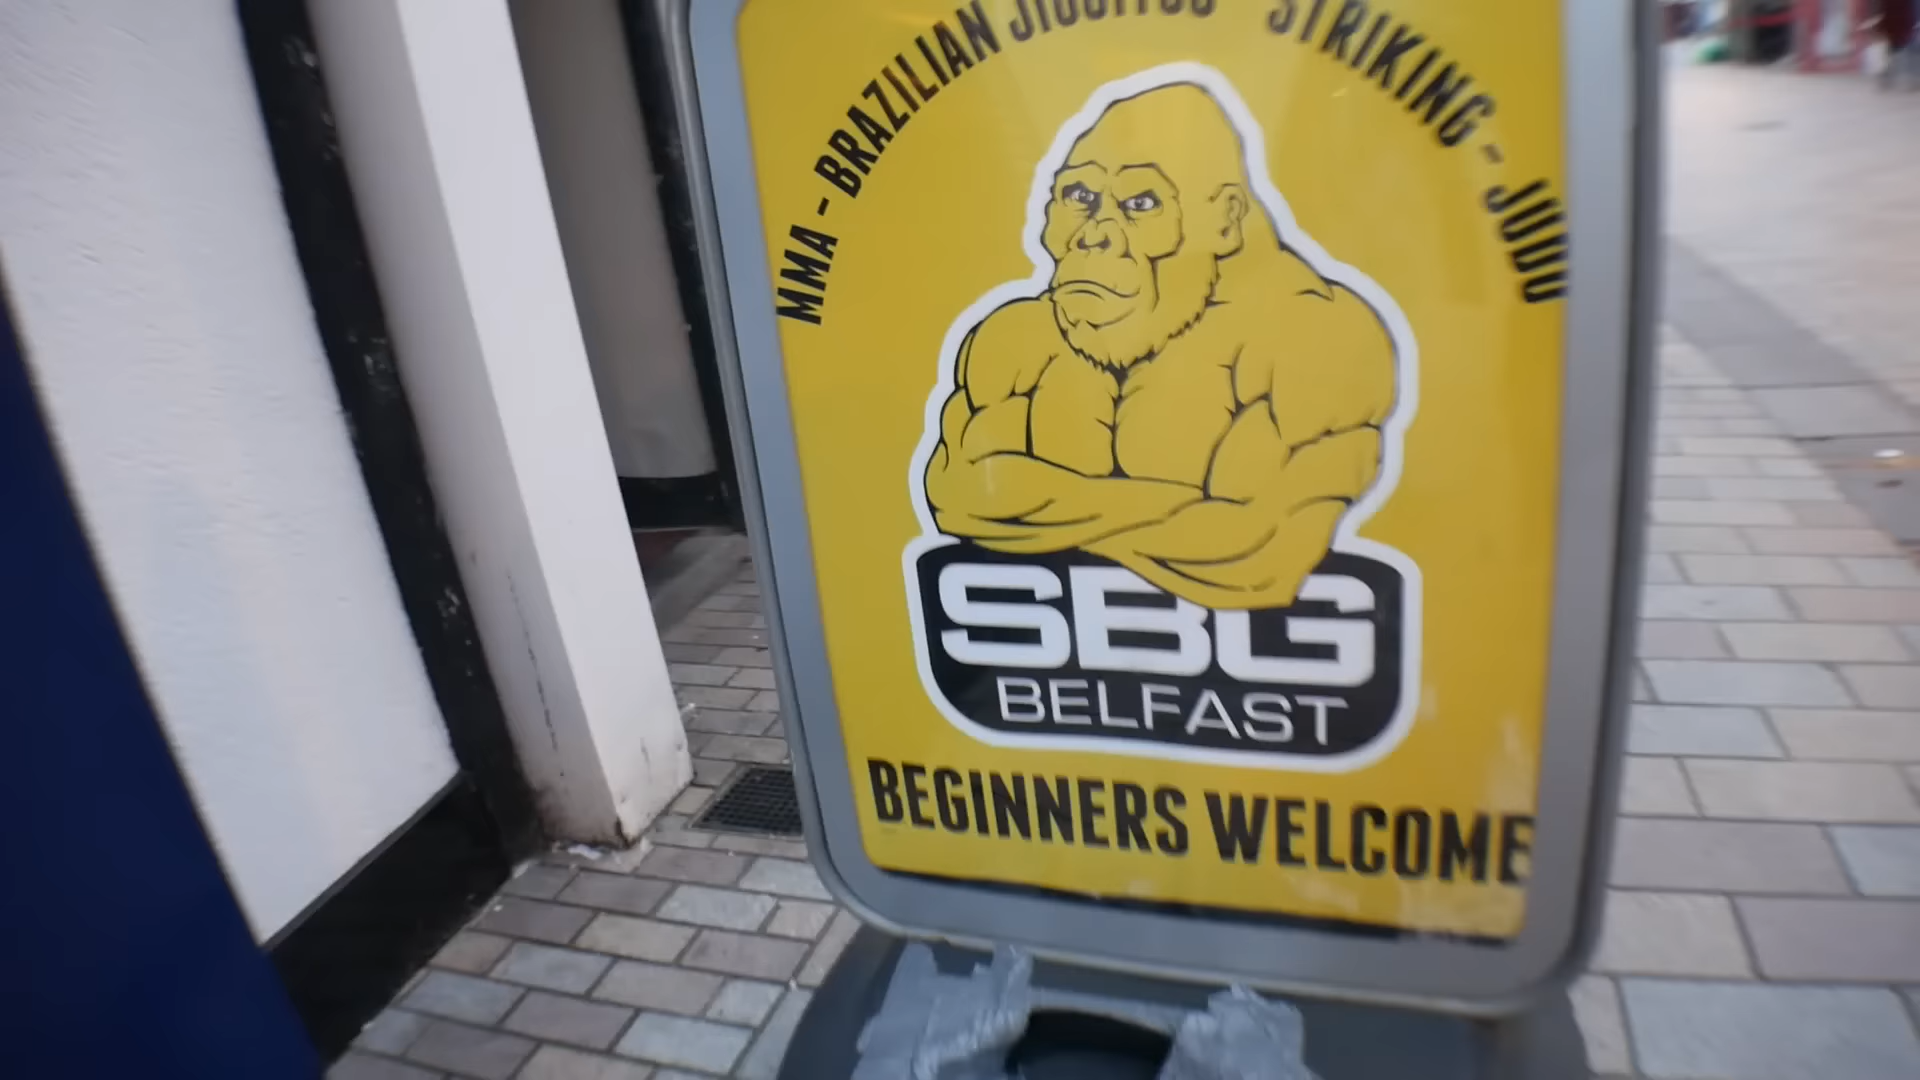 MMA - BRAZILIAN JIUJITSU - STRIKING - JUDO
SBG
BELFAST
BEGINNERS WELCOME